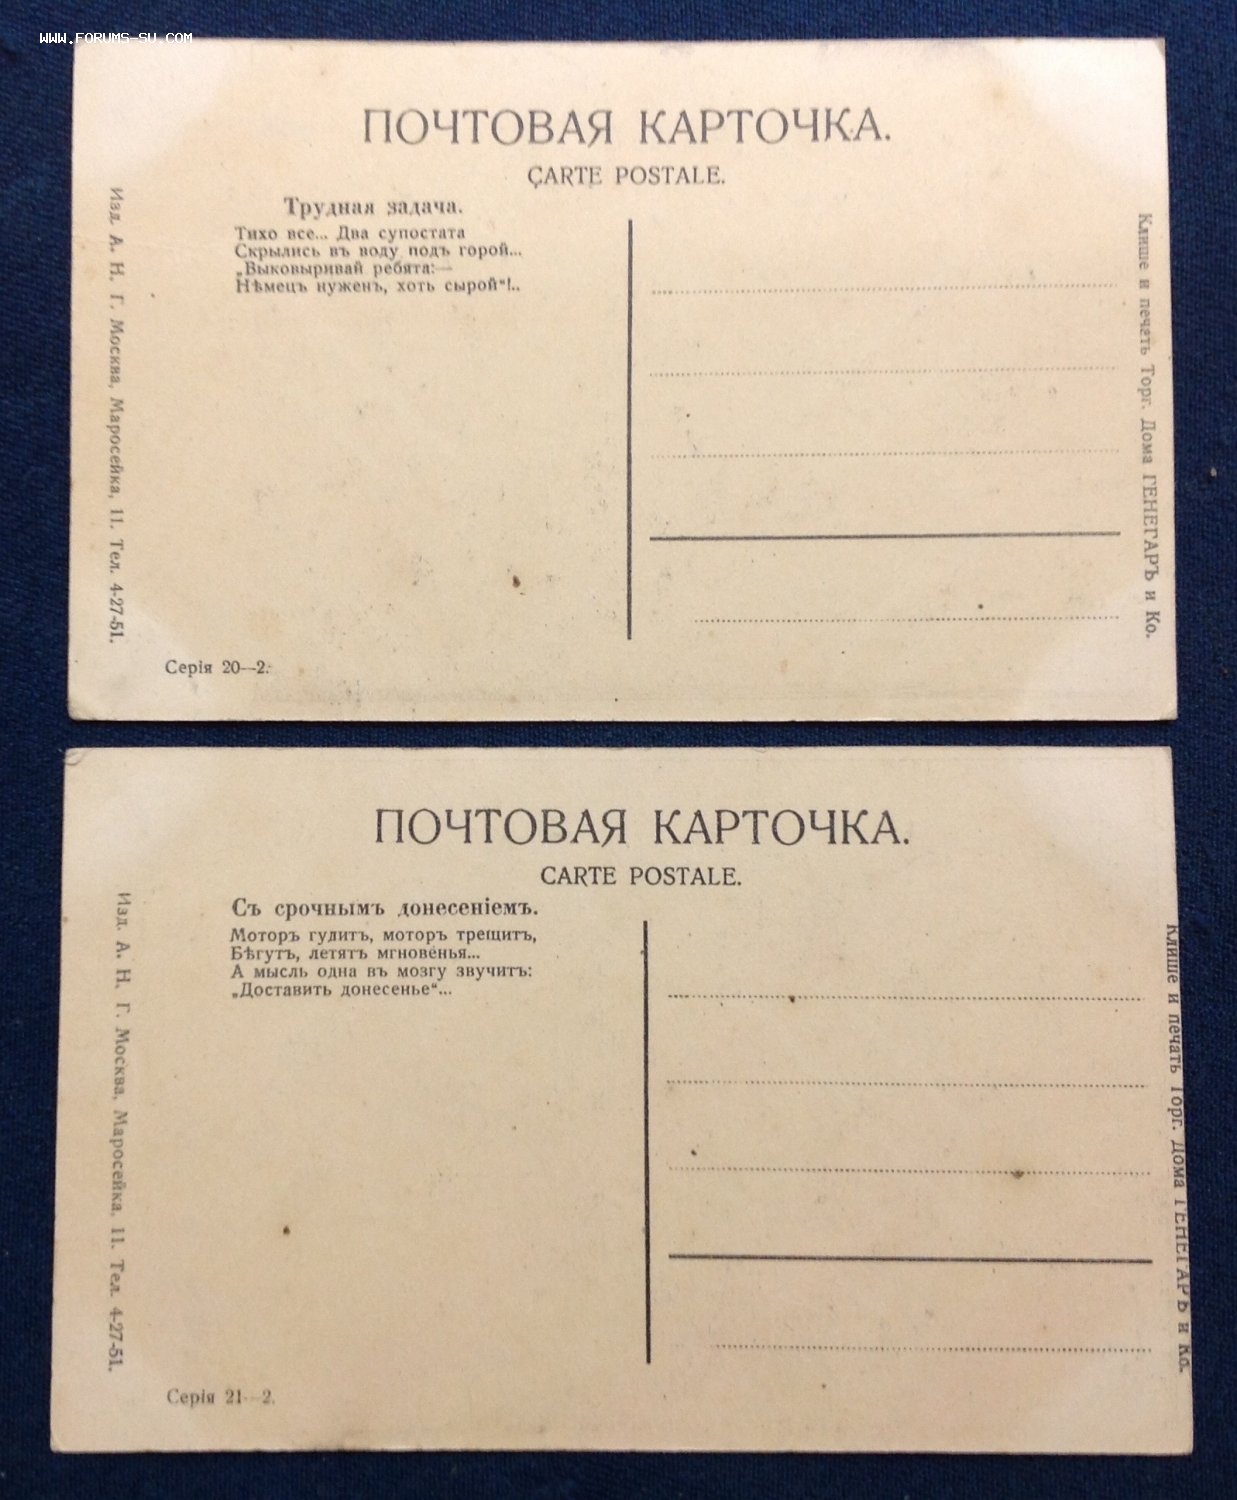 WWW.FORUMS-SU.COM
ПОЧТОВАЯ КАРТОЧКА.
CARTE POSTALE.
Трудная задача.
Тихо все... Два супостата
Скрылись въ воду подъ горой...
„Выковыривай ребята:—
Нѣмецъ нуженъ, хоть сырой“!..
Изд. А. Н. Г. Москва, Маросейка, 11. Тел. 4-27-51.
Клише и печать Торг. Дома ГЕНЕГАРЪ и Ко.
Серія 20—2.
ПОЧТОВАЯ КАРТОЧКА.
CARTE POSTALE.
Съ срочнымъ донесеніемъ.
Моторъ гудитъ, моторъ трещитъ,
Бѣгутъ, летятъ мгновенья...
А мысль одна въ мозгу звучитъ:
„Доставить донесенье“...
Изд. А. Н. Г. Москва, Маросейка, 11. Тел. 4-27-51.
Клише и печать Торг. Дома ГЕНЕГАРЪ и Ко.
Серія 21—2.